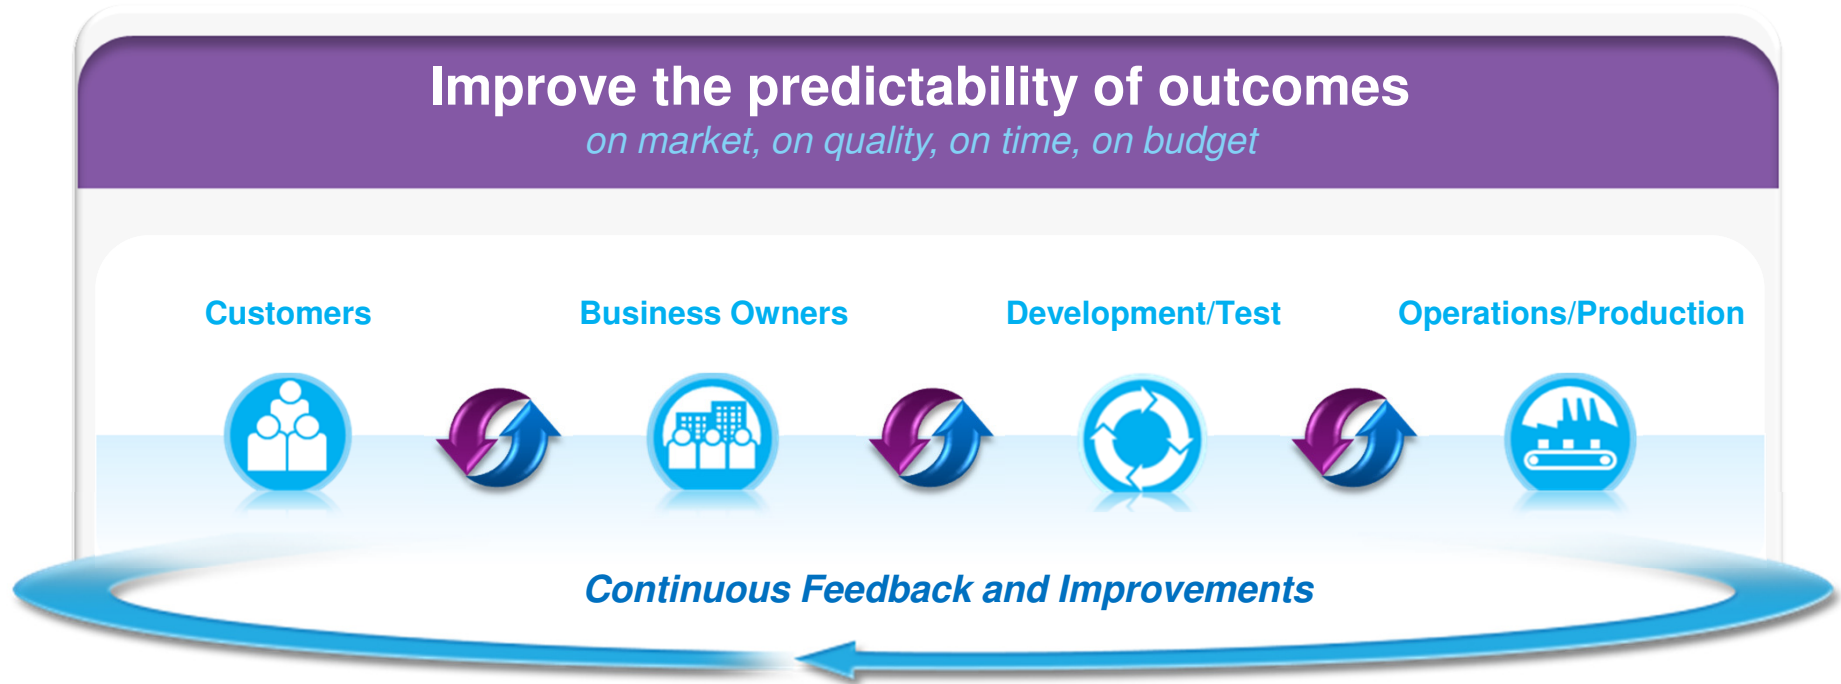 Improve the predictability of outcomes
on market, on quality, on time, on budget
Customers
Business Owners
Development/Test
Operations/Production
Continuous Feedback and Improvements